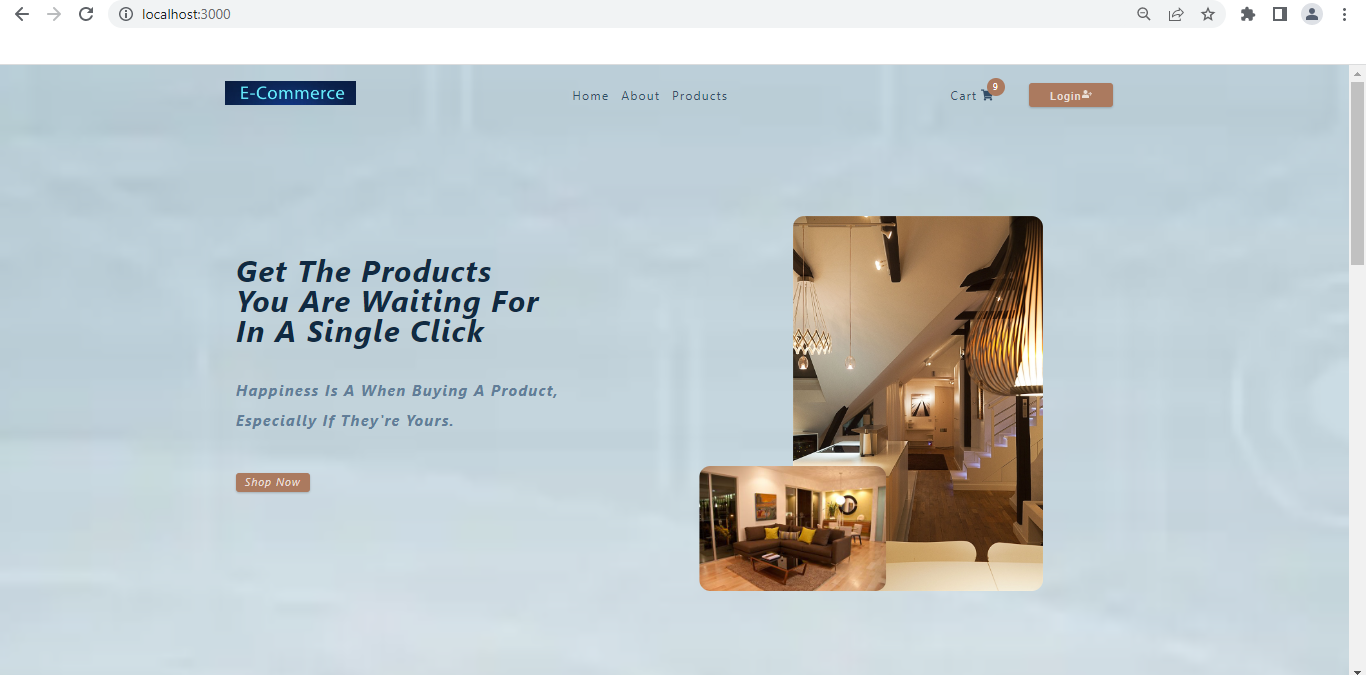 localhost:3000
E-Commerce
Home About Products
Cart 9
Login
Get The Products
You Are Waiting For
In A Single Click
Happiness Is A When Buying A Product,
Especially If They're Yours.
Shop Now